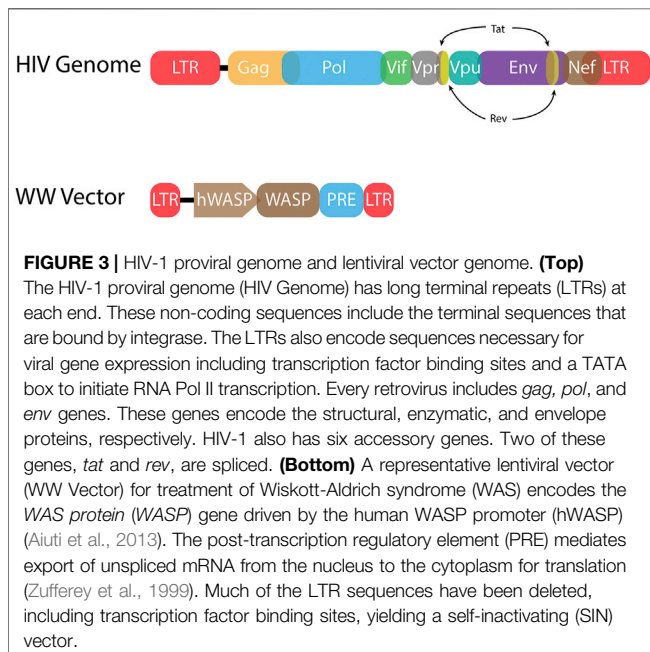 Tat
HIV Genome LTR Gag Pol Vif Vpr Vpu Env Nef LTR
Rev
WW Vector LTR hWASP WASP PRE LTR
FIGURE 3 | HIV-1 proviral genome and lentiviral vector genome. (Top)
The HIV-1 proviral genome (HIV Genome) has long terminal repeats (LTRs) at
each end. These non-coding sequences include the terminal sequences that
are bound by integrase. The LTRs also encode sequences necessary for
viral gene expression including transcription factor binding sites and a TATA
box to initiate RNA Pol II transcription. Every retrovirus includes gag, pol, and
env genes. These genes encode the structural, enzymatic, and envelope
proteins, respectively. HIV-1 also has six accessory genes. Two of these
genes, tat and rev, are spliced. (Bottom) A representative lentiviral vector
(WW Vector) for treatment of Wiskott-Aldrich syndrome (WAS) encodes the
WAS protein (WASP) gene driven by the human WASP promoter (hWASP)
(Aiuti et al., 2013). The post-transcription regulatory element (PRE) mediates
export of unspliced mRNA from the nucleus to the cytoplasm for translation
(Zufferey et al., 1999). Much of the LTR sequences have been deleted,
including transcription factor binding sites, yielding a self-inactivating (SIN)
vector.